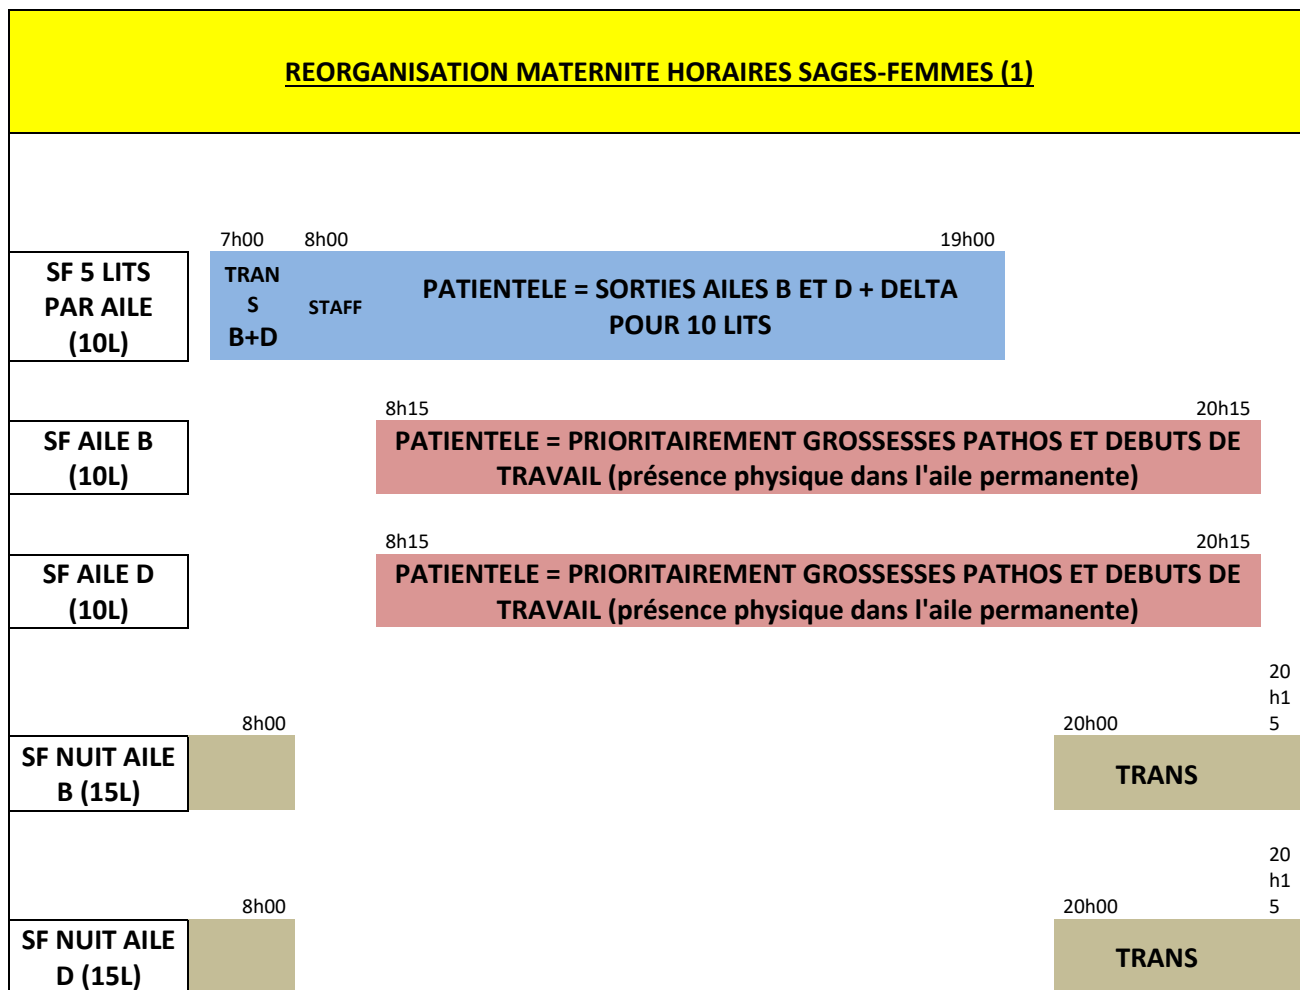 REORGANISATION MATERNITE HORAIRES SAGES-FEMMES (1)
7h00 8h00 19h00
SF 5 LITS
PAR AILE
(10L)
TRAN
S
B+D
STAFF
PATIENTELE = SORTIES AILES B ET D + DELTA
POUR 10 LITS
8h15 20h15
SF AILE B
(10L)
PATIENTELE = PRIORITAIREMENT GROSSESSES PATHOS ET DEBUTS DE
TRAVAIL (présence physique dans l'aile permanente)
8h15 20h15
SF AILE D
(10L)
PATIENTELE = PRIORITAIREMENT GROSSESSES PATHOS ET DEBUTS DE
TRAVAIL (présence physique dans l'aile permanente)
8h00 20h00
20
h1
5
SF NUIT AILE
B (15L)
TRANS
8h00 20h00
20
h1
5
SF NUIT AILE
D (15L)
TRANS